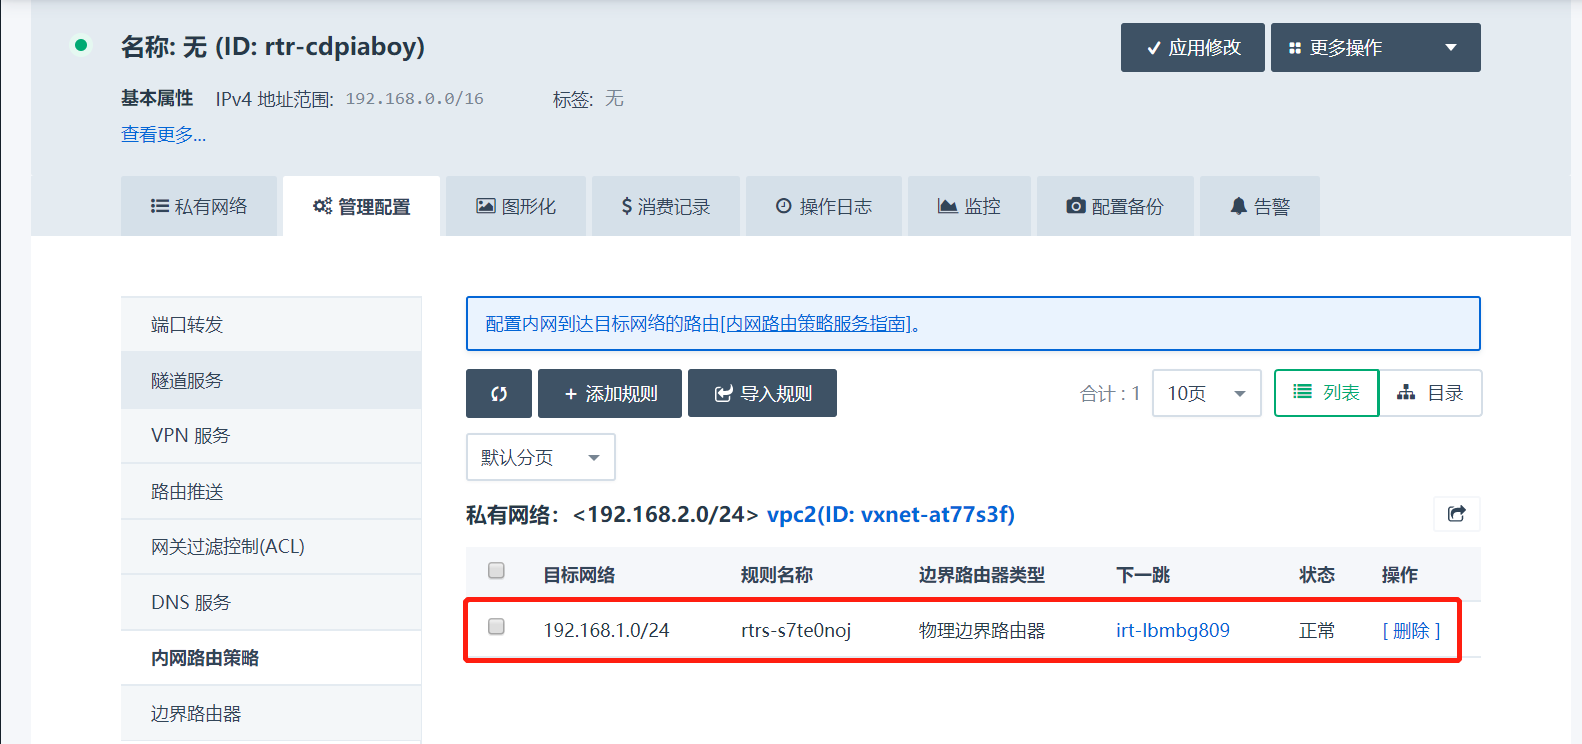 名称: 无 (ID: rtr-cdpiaboy)
应用修改
更多操作
基本属性 IPv4 地址范围: 192.168.0.0/16 标签: 无
查看更多...
私有网络 管理配置 图形化 消费记录 操作日志 监控 配置备份 告警
端口转发
隧道服务
VPN 服务
路由推送
网关过滤控制(ACL)
DNS 服务
内网路由策略
边界路由器
配置内网到达目标网络的路由[内网路由策略服务指南]。
添加规则 导入规则 合计 : 1 10页 列表 目录
默认分页
私有网络: <192.168.2.0/24> vpc2(ID: vxnet-at77s3f)
目标网络 规则名称 边界路由器类型 下一跳 状态 操作
192.168.1.0/24 rtrs-s7te0noj 物理边界路由器 irt-lbmbg809 正常 [ 删除 ]